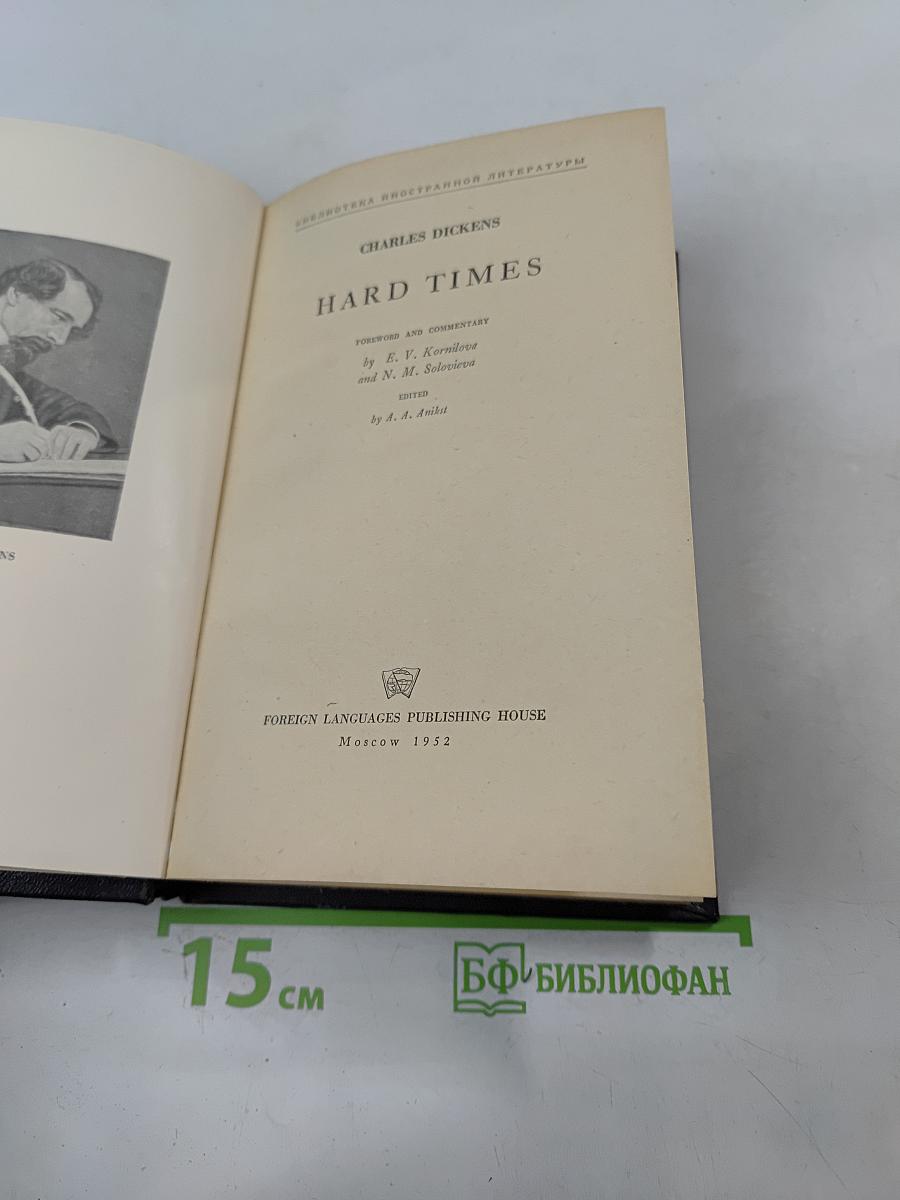 БИБЛИОТЕКА ИНОСТРАННОЙ ЛИТЕРАТУРЫ
CHARLES DICKENS
HARD TIMES
FOREWORD AND COMMENTARY
by E. V. Kornilova
and N. M. Solovieva
EDITED
by A. A. Anikst
NS
FOREIGN LANGUAGES PUBLISHING HOUSE
Moscow 1952
15 см
БФ БИБЛИОФАН